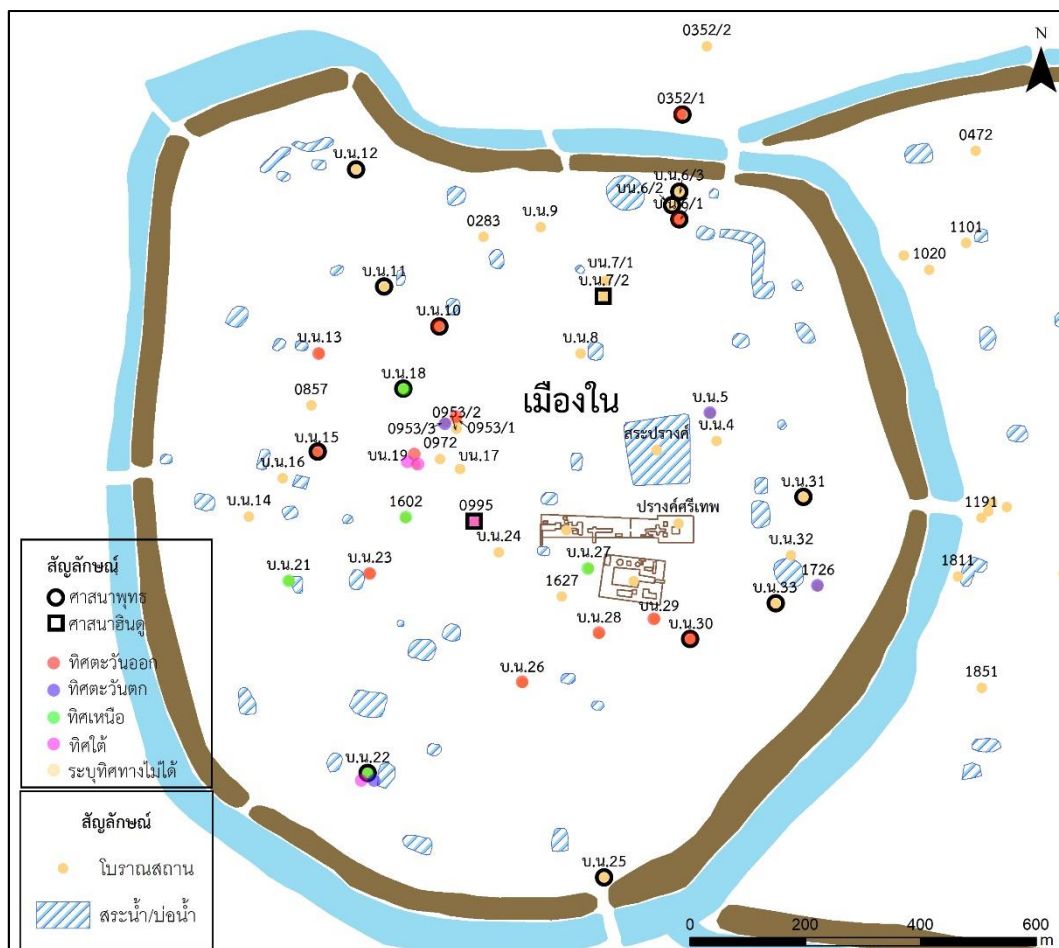 0352/2
N
0352/1
0472
บ.น.12
บ.น.6/3
บน.6/2
บ.น.6/1
0283
บ.น.9
1101
1020
บน.7/1
บ.น.7/2
บ.น.11
บ.น.10
บ.น.13
บ.น.8
บ.น.18
เมืองใน
0857
0953/2
0953/3
0953/1
บ.น.5
บ.น.4
สระปรางค์
บ.น.15
0972
บน.19
บ.น.17
บ.น.16
บ.น.31
บ.น.14
1602
0995
ปรางค์ศรีเทพ
1191
บ.น.24
บ.น.32
บ.น.21
บ.น.23
บ.น.27
1726
1811
1627
บ.น.33
บน.29
บ.น.28
บ.น.30
บ.น.26
1851
บ.น.22
บ.น.25
สัญลักษณ์
ศาสนาพุทธ
ศาสนาฮินดู
ทิศตะวันออก
ทิศตะวันตก
ทิศเหนือ
ทิศใต้
ระบุทิศทางไม่ได้
สัญลักษณ์
โบราณสถาน
สระน้ำ/บ่อน้ำ
0 200 400 600
m